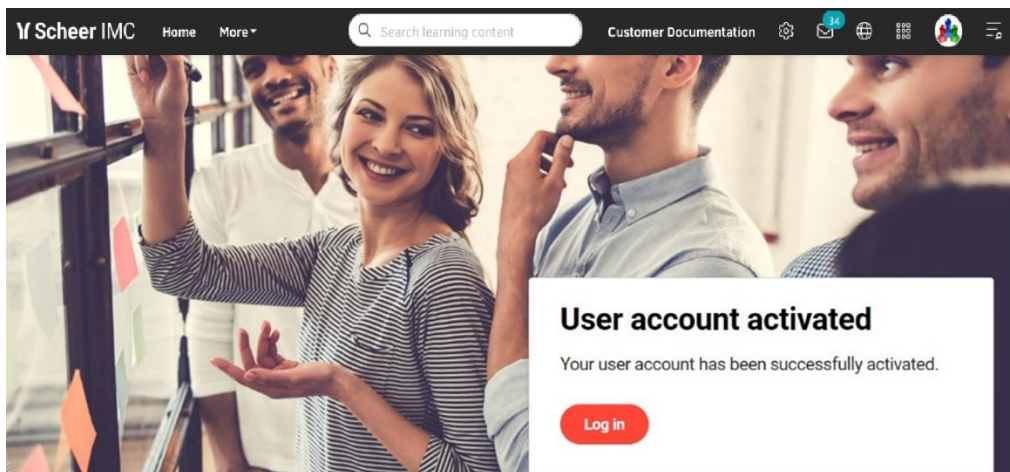 Scheer IMC Home More Search learning content Customer Documentation 34
User account activated
Your user account has been successfully activated.
Log in